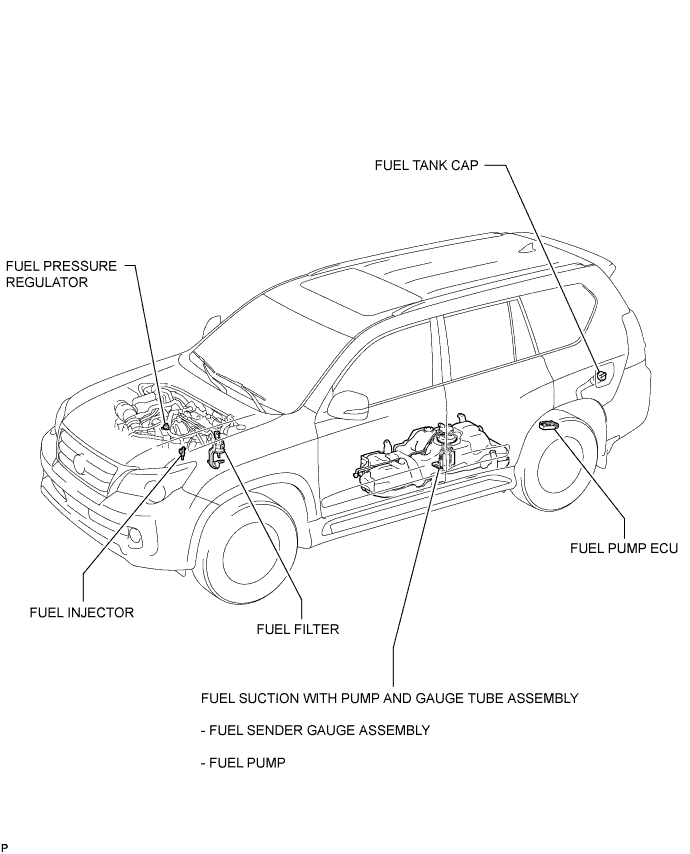 FUEL TANK CAP
FUEL PRESSURE
REGULATOR
FUEL PUMP ECU
FUEL INJECTOR
FUEL FILTER
FUEL SUCTION WITH PUMP AND GAUGE TUBE ASSEMBLY
- FUEL SENDER GAUGE ASSEMBLY
- FUEL PUMP
P